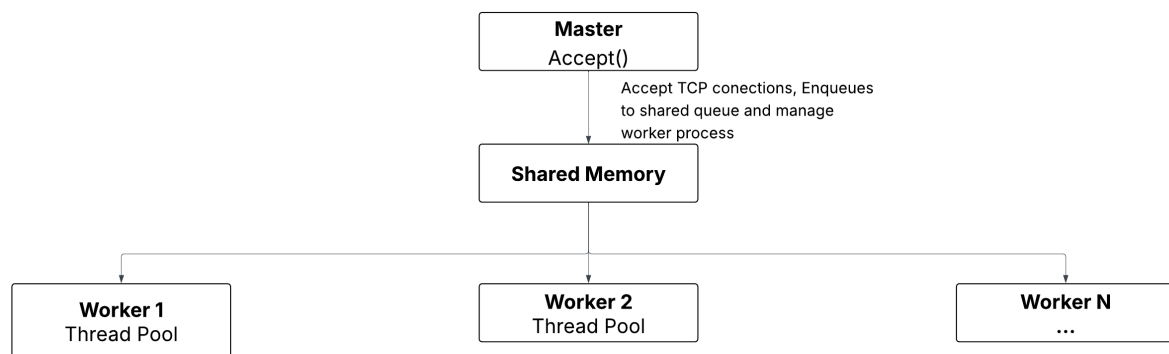 Master
Accept()
Accept TCP conections, Enqueues
to shared queue and manage
worker process
Shared Memory
Worker 1
Thread Pool
Worker 2
Thread Pool
Worker N
...